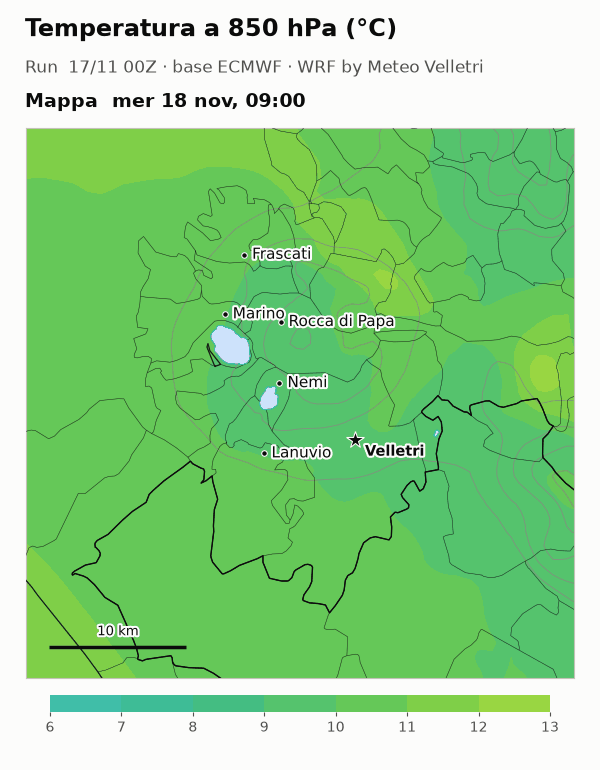 Temperatura a 850 hPa (°C)
Run 17/11 00Z · base ECMWF · WRF by Meteo Velletri
Mappa mer 18 nov, 09:00
Frascati
Marino
Rocca di Papa
Nemi
Velletri
Lanuvio
10 km
6 7 8 9 10 11 12 13